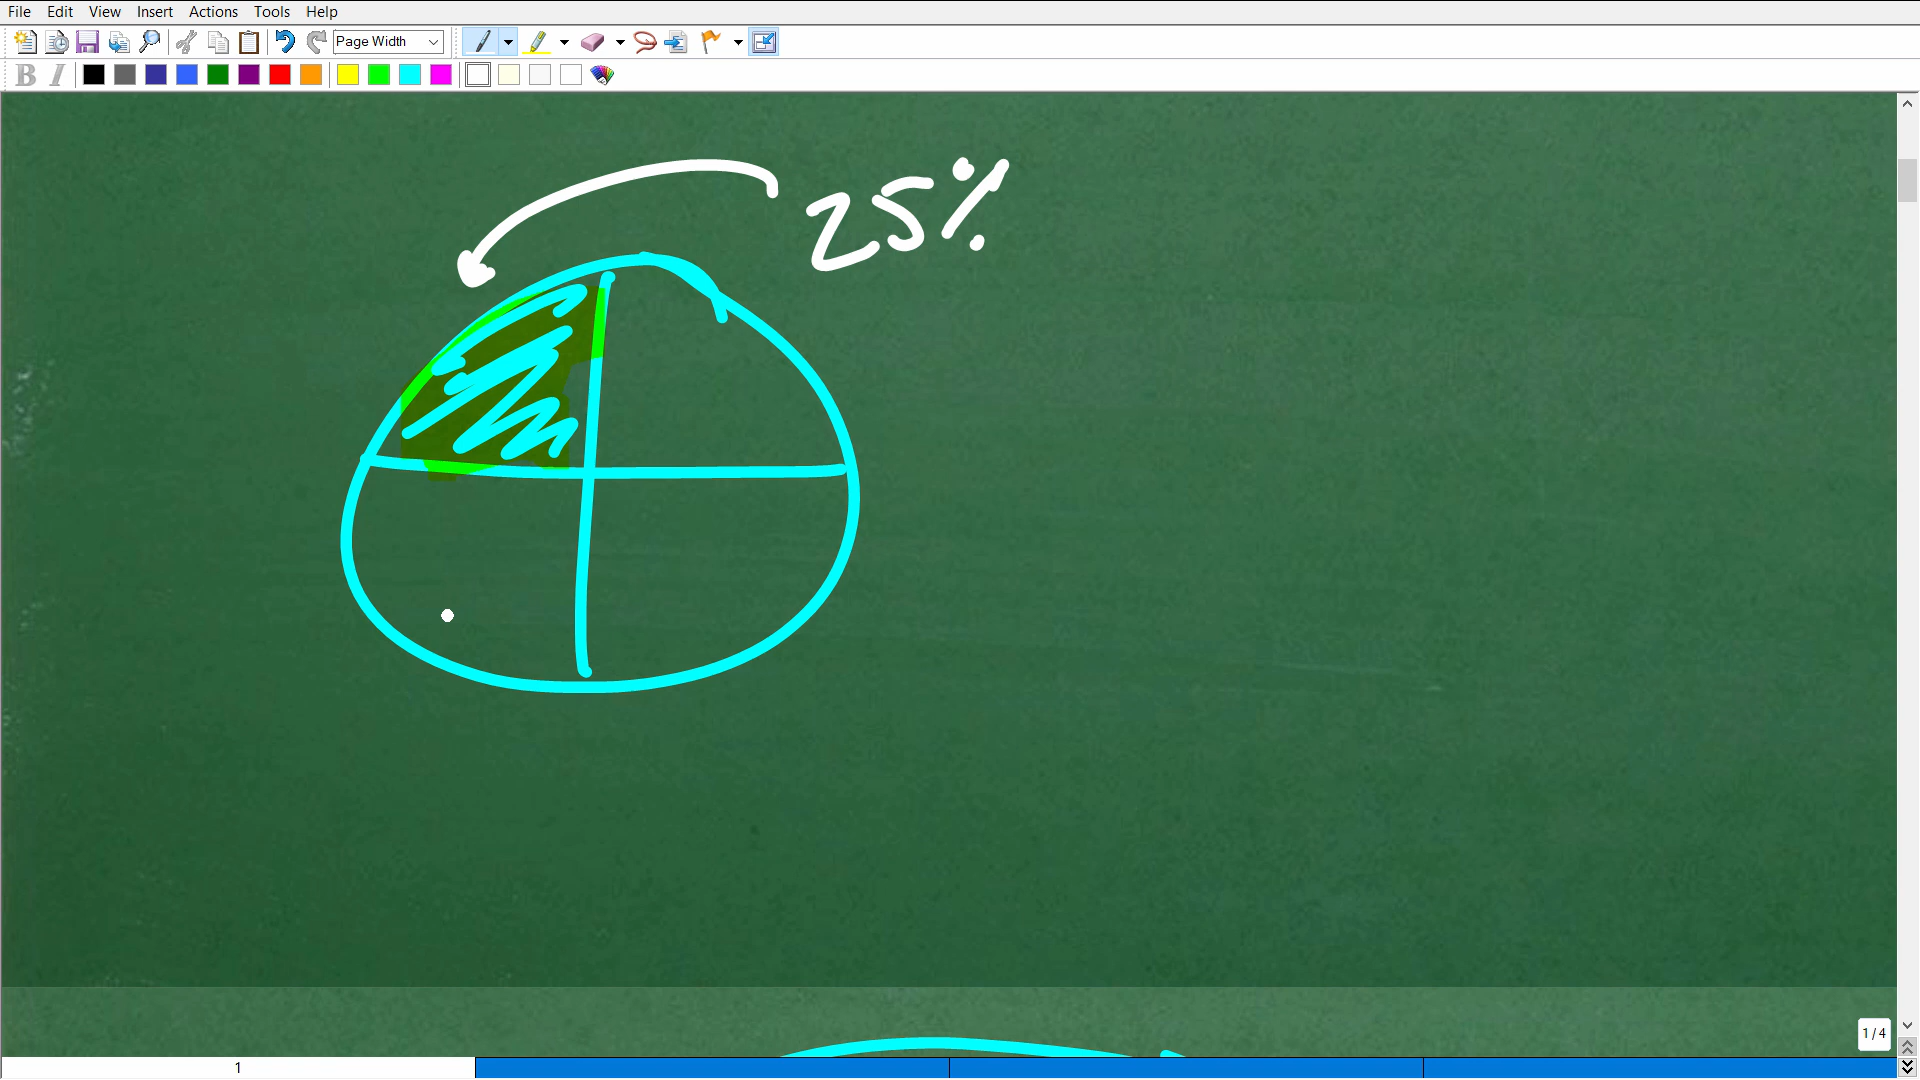 File Edit View Insert Actions Tools Help
Page Width
B I
25%
1 / 4
1